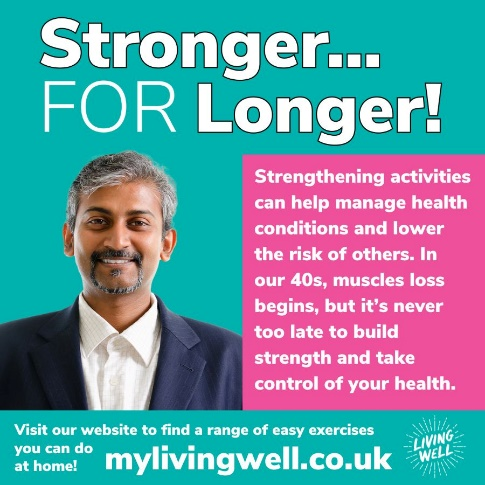 Stronger...
FOR Longer!
Strengthening activities
can help manage health
conditions and lower
the risk of others. In
our 40s, muscles loss
begins, but it's never
too late to build
strength and take
control of your health.
Visit our website to find a range of easy exercises
you can do
at home!
mylivingwell.co.uk
LIVING
WELL